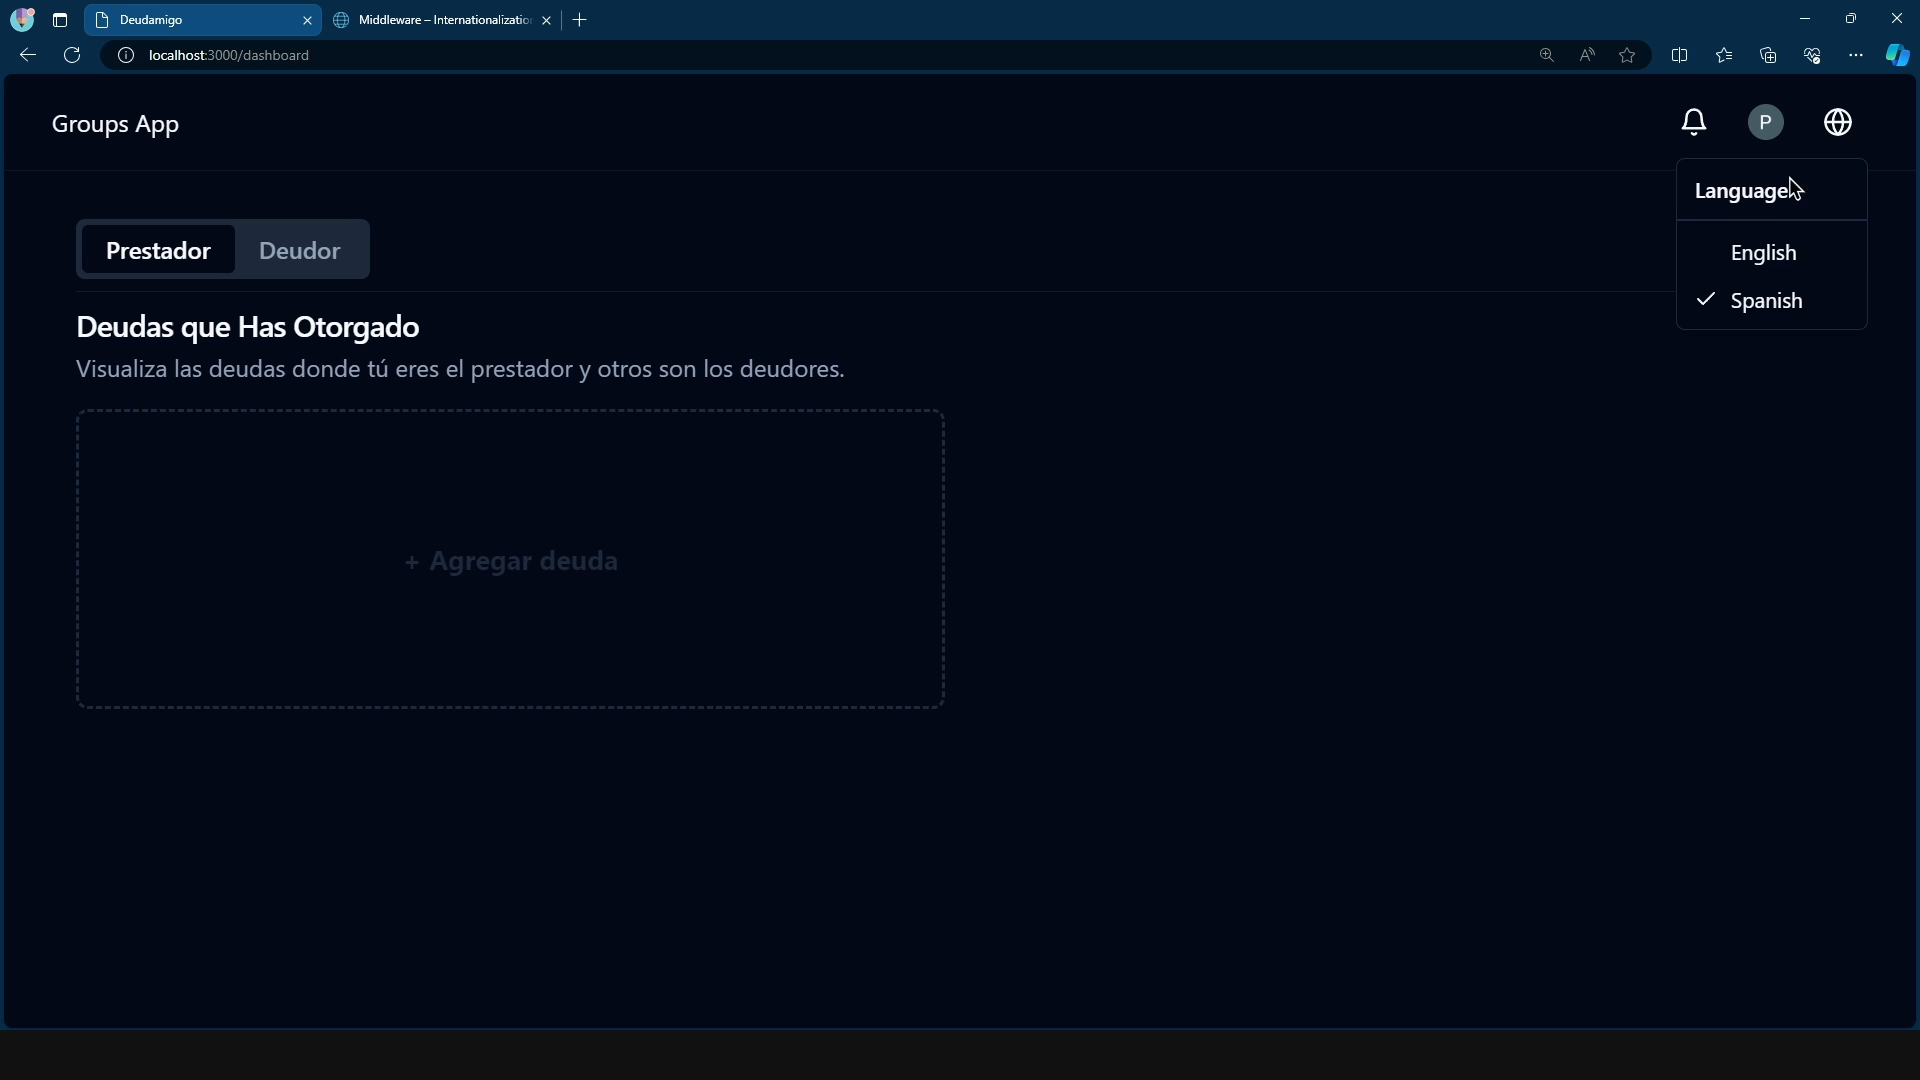 Deudamigo
Middleware – Internationalizatio
localhost:3000/dashboard
Groups App
P
Language
English
Spanish
Prestador
Deudor
Deudas que Has Otorgado
Visualiza las deudas donde tú eres el prestador y otros son los deudores.
+ Agregar deuda